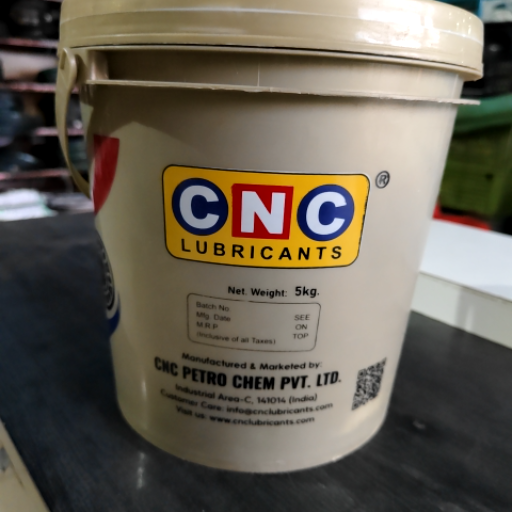 CNC
®
LUBRICANTS
Net. Weight: 5kg.
Batch No
Mfg. Date SEE
M.R.P ON
(Inclusive of all Taxes) TOP
Manufactured & Marketed by:
CNC PETRO CHEM PVT. LTD.
Industrial Area-C, 141014 (India)
Customer Care: info@cnclubricants.com
Visit us: www.cnclubricants.com